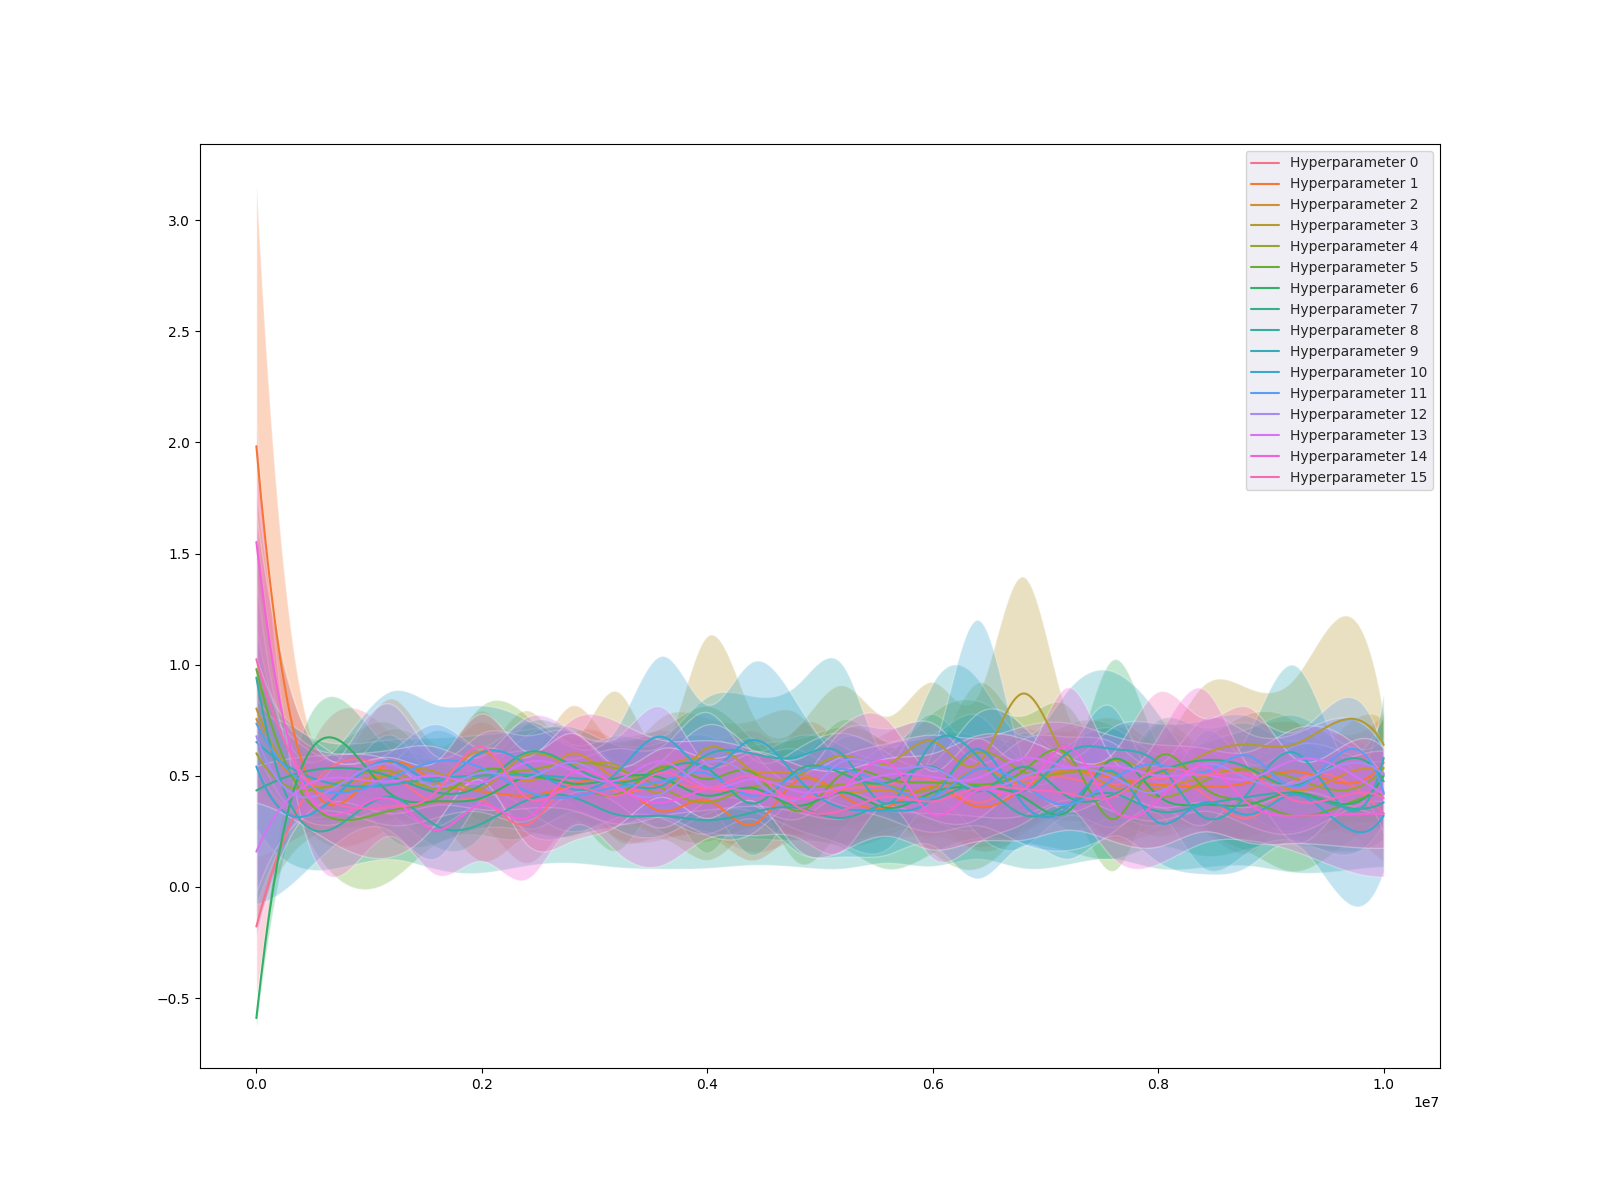 Hyperparameter 0
Hyperparameter 1
Hyperparameter 2
Hyperparameter 3
Hyperparameter 4
Hyperparameter 5
Hyperparameter 6
Hyperparameter 7
Hyperparameter 8
Hyperparameter 9
Hyperparameter 10
Hyperparameter 11
Hyperparameter 12
Hyperparameter 13
Hyperparameter 14
Hyperparameter 15
3.0
2.5
2.0
1.5
1.0
0.5
0.0
−0.5
0.0 0.2 0.4 0.6 0.8 1.0
1e7